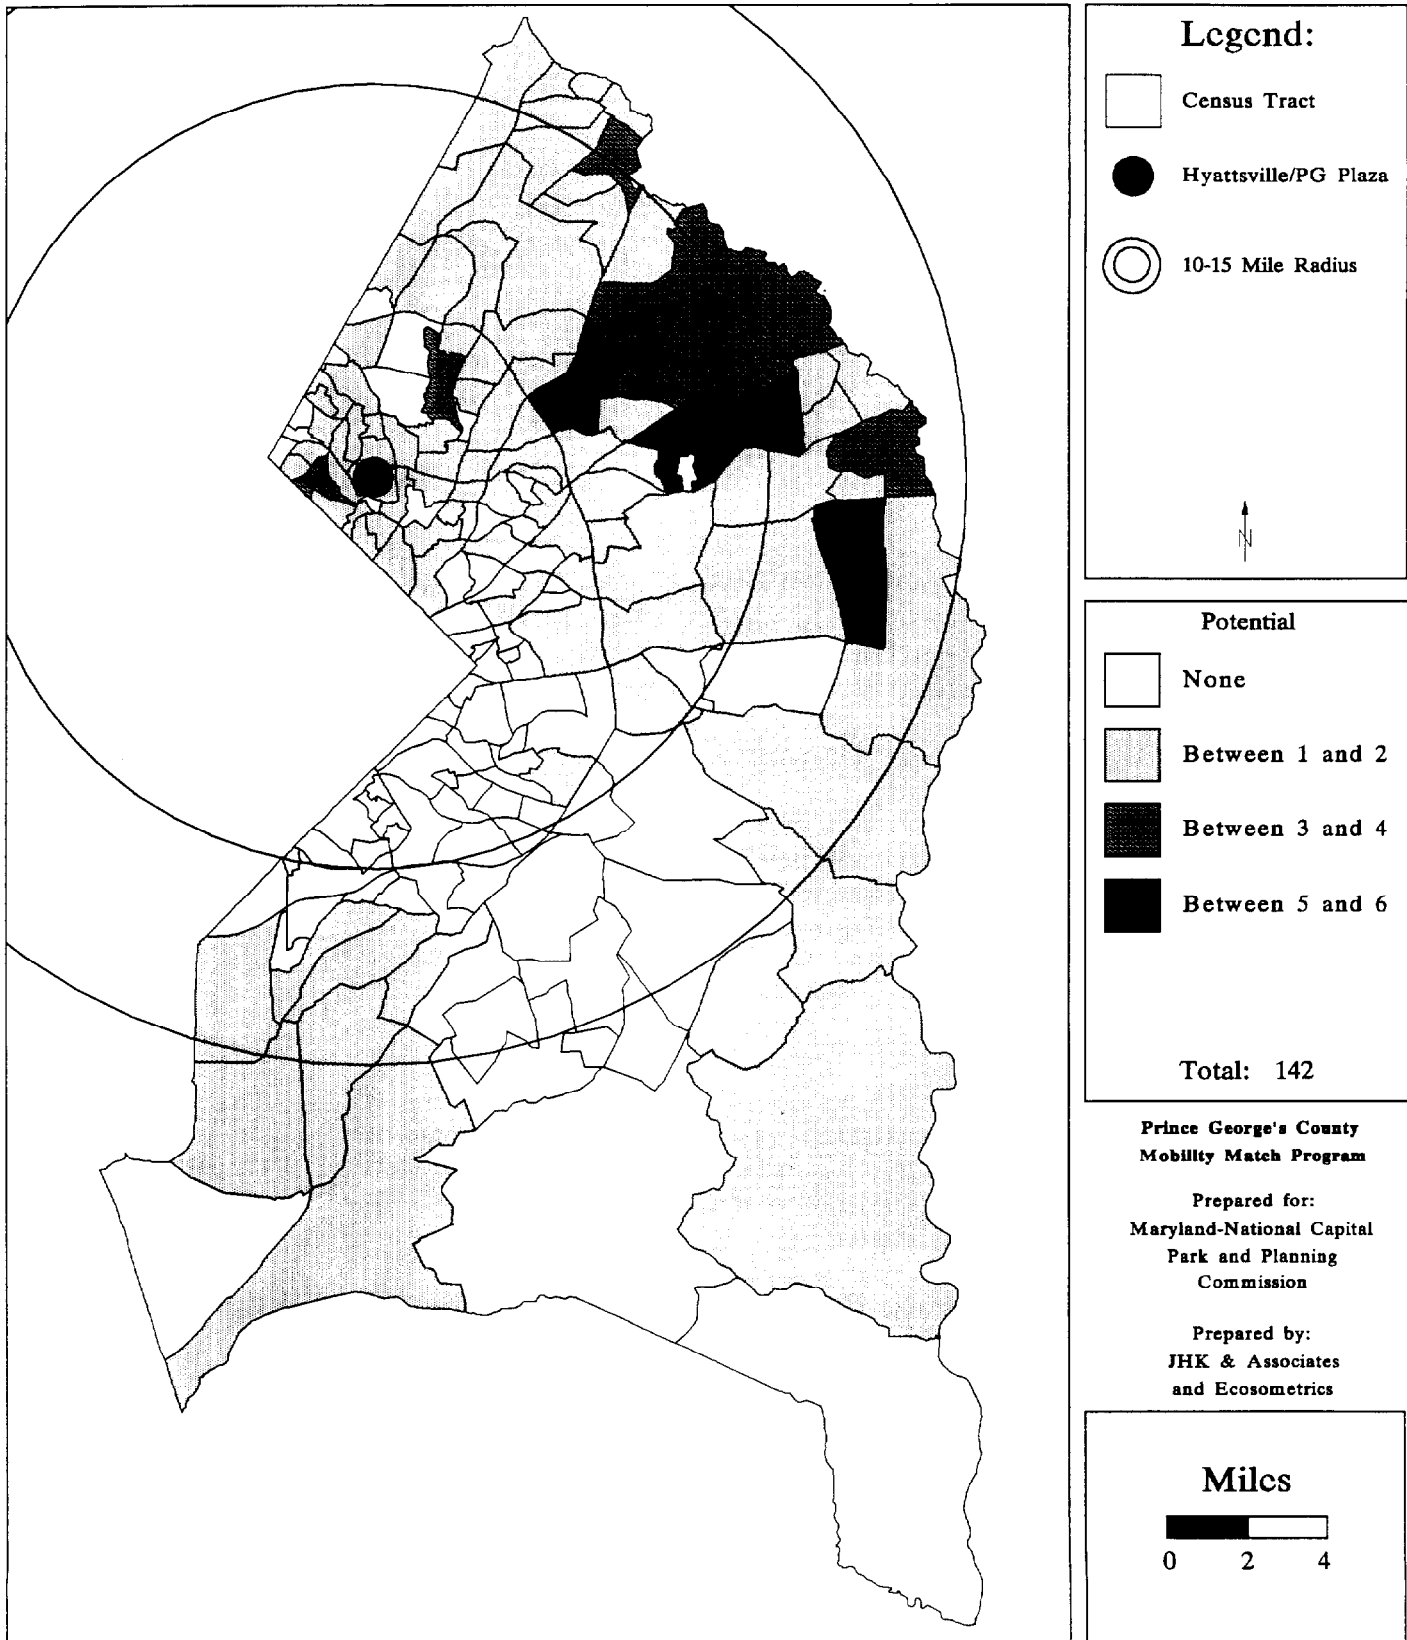 Legend:
Census Tract
Hyattsville/PG Plaza
10-15 Mile Radius
N
Potential
None
Between 1 and 2
Between 3 and 4
Between 5 and 6
Total: 142
Prince George's County
Mobility Match Program
Prepared for:
Maryland-National Capital
Park and Planning
Commission
Prepared by:
JHK & Associates
and Ecosometrics
Miles
0 2 4